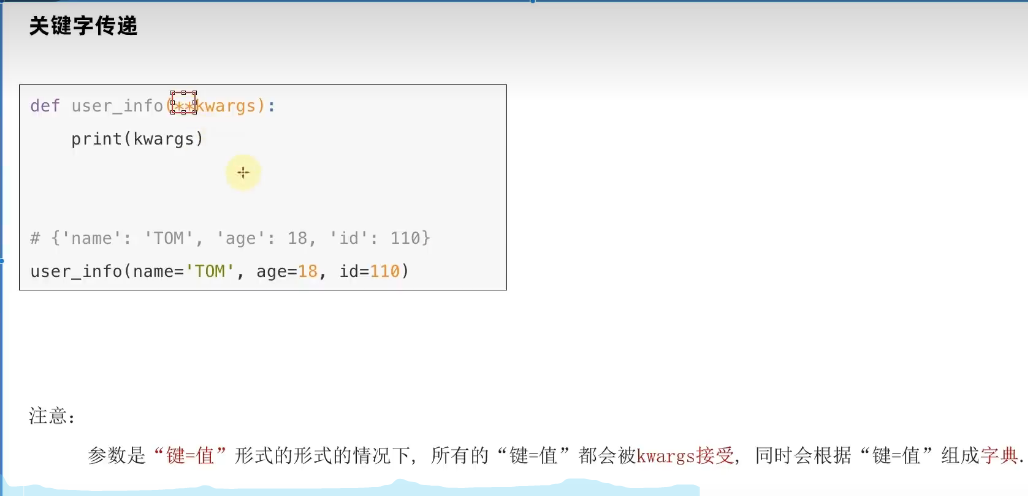 关键字传递
def user_info(**kwargs):
print(kwargs)
# {'name': 'TOM', 'age': 18, 'id': 110}
user_info(name='TOM', age=18, id=110)
注意:
参数是“键=值”形式的形式的情况下, 所有的“键=值”都会被kwargs接受, 同时会根据“键=值”组成字典.